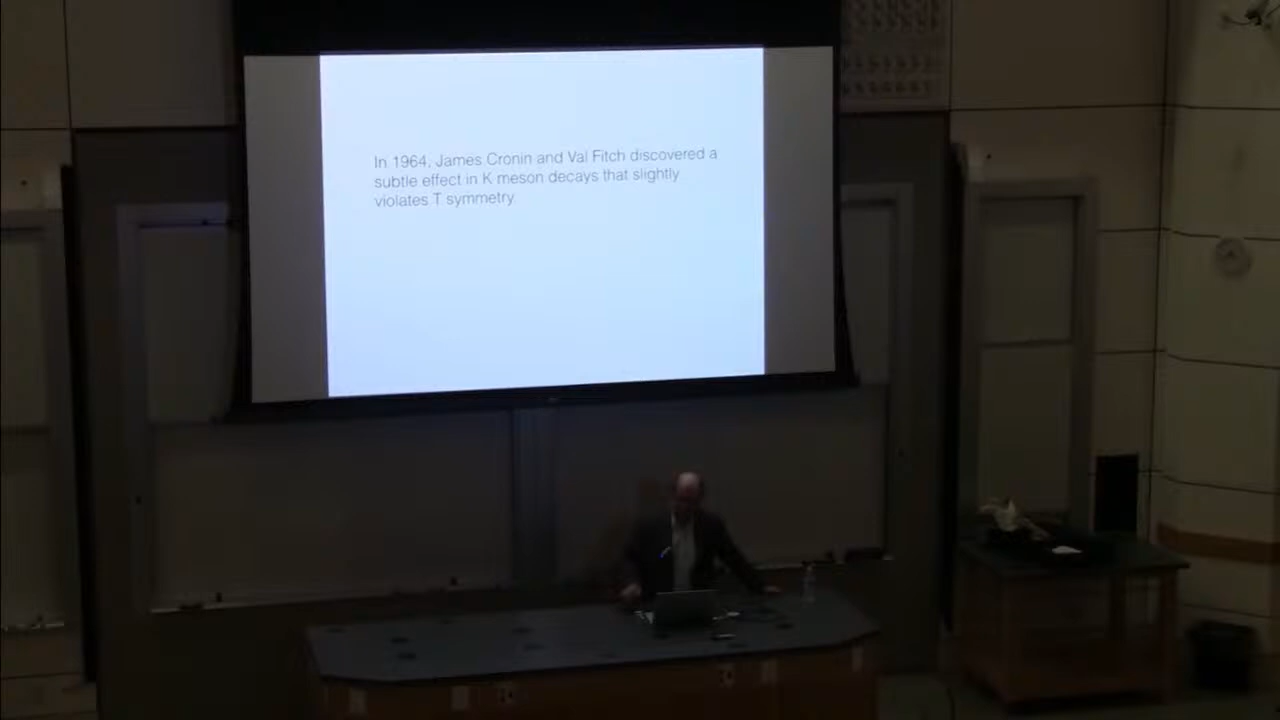 In 1964, James Cronin and Val Fitch discovered a
subtle effect in K meson decays that slightly
violates T symmetry